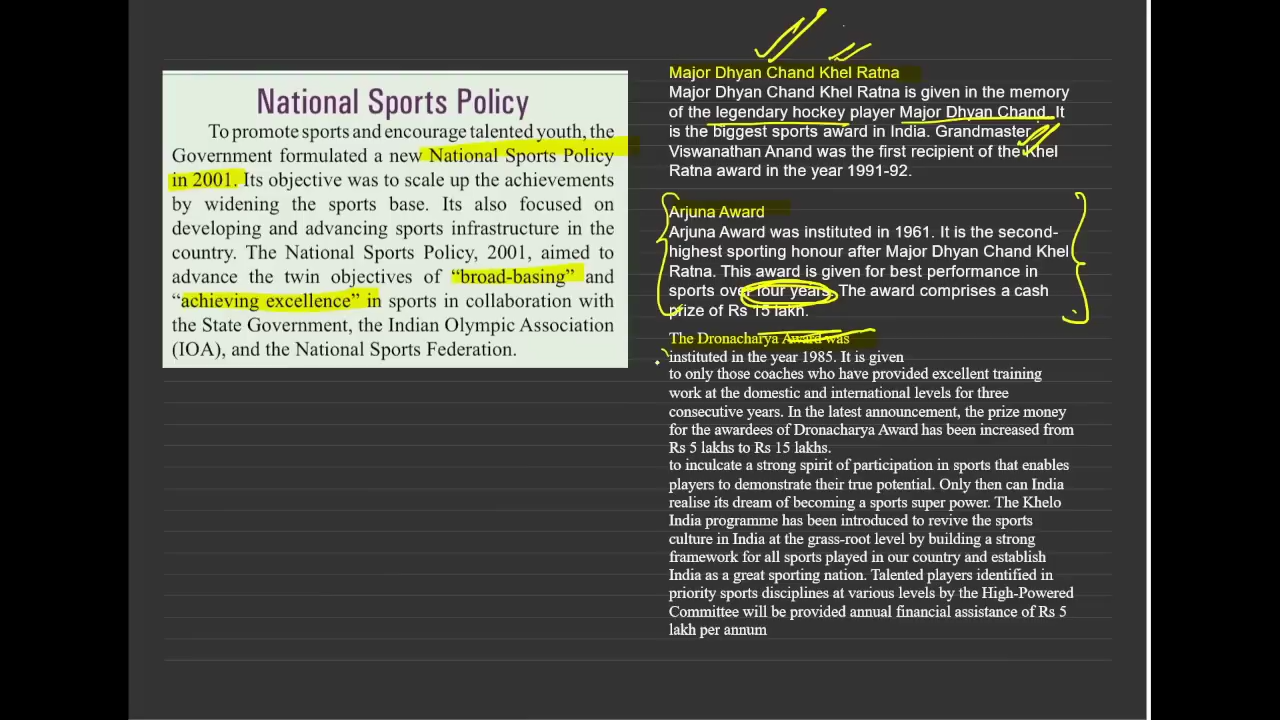 National Sports Policy
To promote sports and encourage talented youth, the
Government formulated a new National Sports Policy
in 2001. Its objective was to scale up the achievements
by widening the sports base. Its also focused on
developing and advancing sports infrastructure in the
country. The National Sports Policy, 2001, aimed to
advance the twin objectives of “broad-basing” and
“achieving excellence” in sports in collaboration with
the State Government, the Indian Olympic Association
(IOA), and the National Sports Federation.
Major Dhyan Chand Khel Ratna
Major Dhyan Chand Khel Ratna is given in the memory
of the legendary hockey player Major Dhyan Chand. It
is the biggest sports award in India. Grandmaster
Viswanathan Anand was the first recipient of the Khel
Ratna award in the year 1991-92.
Arjuna Award
Arjuna Award was instituted in 1961. It is the second-
highest sporting honour after Major Dhyan Chand Khel
Ratna. This award is given for best performance in
sports over four years. The award comprises a cash
prize of Rs 15 lakh.
The Dronacharya Award was
instituted in the year 1985. It is given
to only those coaches who have provided excellent training
work at the domestic and international levels for three
consecutive years. In the latest announcement, the prize money
for the awardees of Dronacharya Award has been increased from
Rs 5 lakhs to Rs 15 lakhs.
to inculcate a strong spirit of participation in sports that enables
players to demonstrate their true potential. Only then can India
realise its dream of becoming a sports super power. The Khelo
India programme has been introduced to revive the sports
culture in India at the grass-root level by building a strong
framework for all sports played in our country and establish
India as a great sporting nation. Talented players identified in
priority sports disciplines at various levels by the High-Powered
Committee will be provided annual financial assistance of Rs 5
lakh per annum